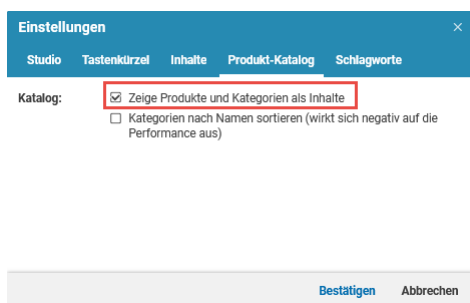 Einstellungen
Studio Tastenkürzel Inhalte Produkt-Katalog Schlagworte
Katalog: Zeige Produkte und Kategorien als Inhalte
Kategorien nach Namen sortieren (wirkt sich negativ auf die
Performance aus)
Bestätigen Abbrechen